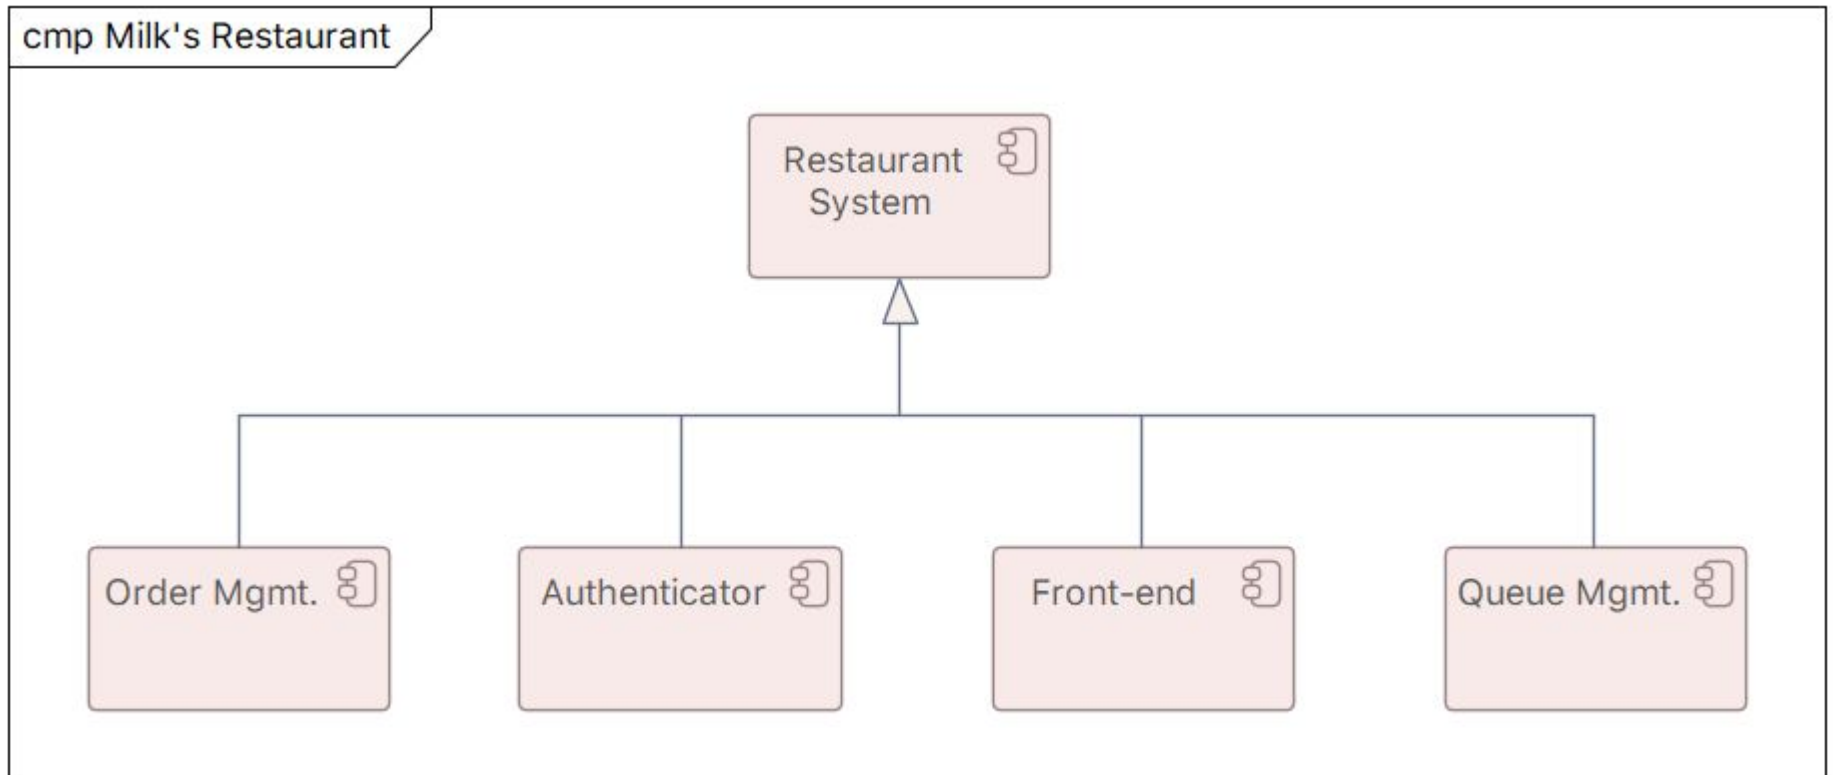 cmp Milk's Restaurant
Restaurant
System
Order Mgmt.
Authenticator
Front-end
Queue Mgmt.